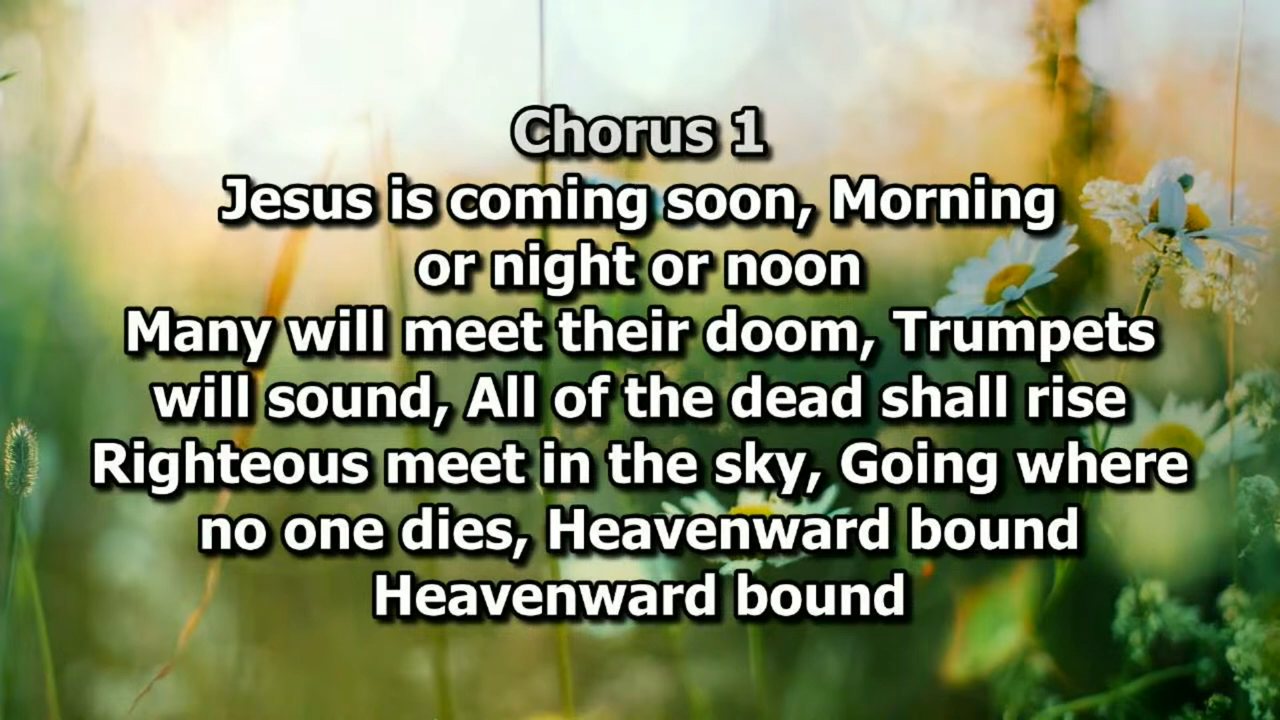 Chorus 1
Jesus is coming soon, Morning
or night or noon
Many will meet their doom, Trumpets
will sound, All of the dead shall rise
Righteous meet in the sky, Going where
no one dies, Heavenward bound
Heavenward bound